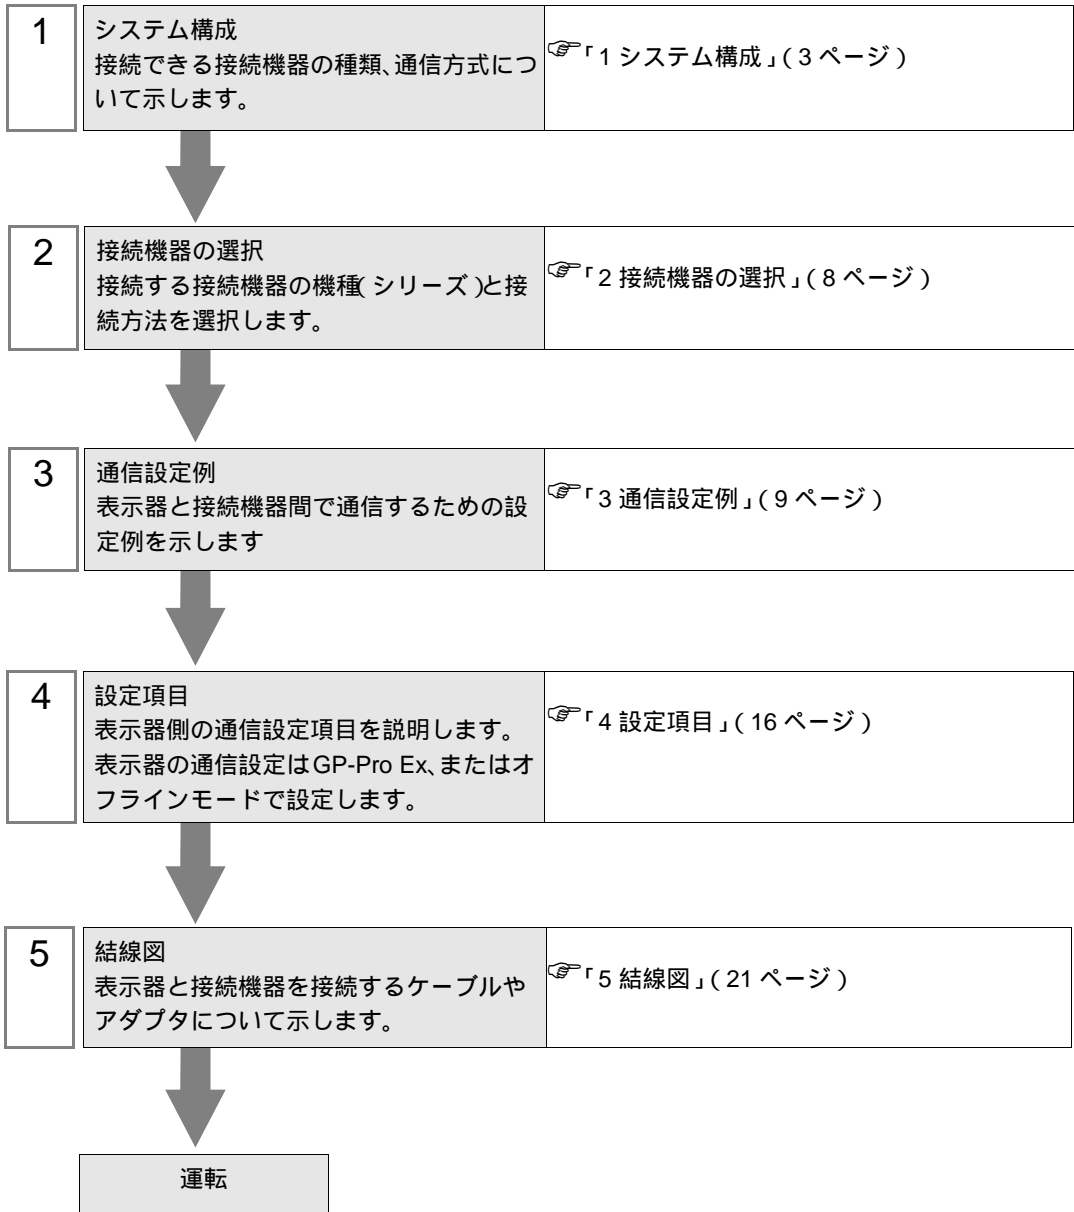 1
システム構成
接続できる接続機器の種類、通信方式につ
いて示します。
「1 システム構成」( 3 ページ )
2
接続機器の選択
接続する接続機器の機種( シリーズ )と接
続方法を選択します。
「2 接続機器の選択」( 8 ページ )
3
通信設定例
表示器と接続機器間で通信するための設
定例を示します
「3 通信設定例」( 9 ページ )
4
設定項目
表示器側の通信設定項目を説明します。
表示器の通信設定はGP-Pro Ex、またはオ
フラインモードで設定します。
「4 設定項目」( 16 ページ )
5
結線図
表示器と接続機器を接続するケーブルや
アダプタについて示します。
「5 結線図」( 21 ページ )
運転